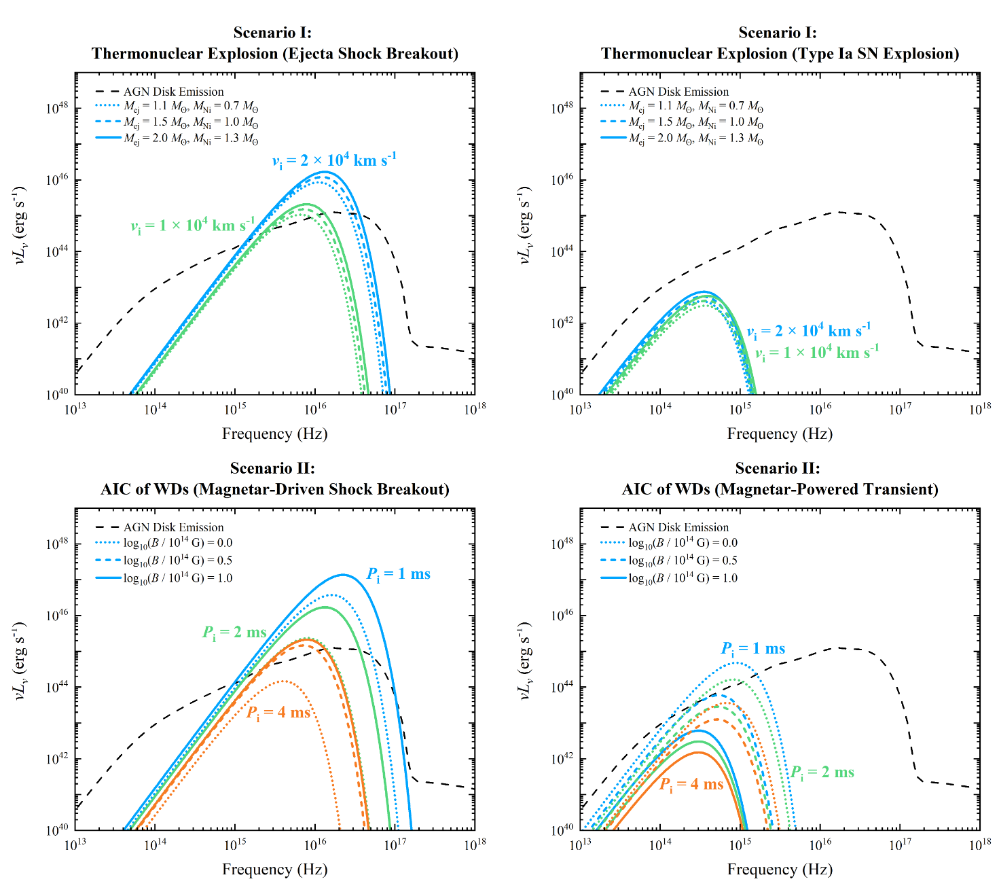 Scenario I:
Thermonuclear Explosion (Ejecta Shock Breakout)
AGN Disk Emission
M_ej = 1.1 M_⊙, M_Ni = 0.7 M_⊙
M_ej = 1.5 M_⊙, M_Ni = 1.0 M_⊙
M_ej = 2.0 M_⊙, M_Ni = 1.3 M_⊙
v_i = 2 × 10^4 km s^-1
v_i = 1 × 10^4 km s^-1
10^48
10^46
10^44
10^42
10^40
νL_ν (erg s^-1)
10^13 10^14 10^15 10^16 10^17 10^18
Frequency (Hz)
Scenario I:
Thermonuclear Explosion (Type Ia SN Explosion)
AGN Disk Emission
M_ej = 1.1 M_⊙, M_Ni = 0.7 M_⊙
M_ej = 1.5 M_⊙, M_Ni = 1.0 M_⊙
M_ej = 2.0 M_⊙, M_Ni = 1.3 M_⊙
v_i = 2 × 10^4 km s^-1
v_i = 1 × 10^4 km s^-1
10^48
10^46
10^44
10^42
10^40
νL_ν (erg s^-1)
10^13 10^14 10^15 10^16 10^17 10^18
Frequency (Hz)
Scenario II:
AIC of WDs (Magnetar-Driven Shock Breakout)
AGN Disk Emission
log_10(B / 10^14 G) = 0.0
log_10(B / 10^14 G) = 0.5
log_10(B / 10^14 G) = 1.0
P_i = 1 ms
P_i = 2 ms
P_i = 4 ms
10^48
10^46
10^44
10^42
10^40
νL_ν (erg s^-1)
10^13 10^14 10^15 10^16 10^17 10^18
Frequency (Hz)
Scenario II:
AIC of WDs (Magnetar-Powered Transient)
AGN Disk Emission
log_10(B / 10^14 G) = 0.0
log_10(B / 10^14 G) = 0.5
log_10(B / 10^14 G) = 1.0
P_i = 1 ms
P_i = 2 ms
P_i = 4 ms
10^48
10^46
10^44
10^42
10^40
νL_ν (erg s^-1)
10^13 10^14 10^15 10^16 10^17 10^18
Frequency (Hz)